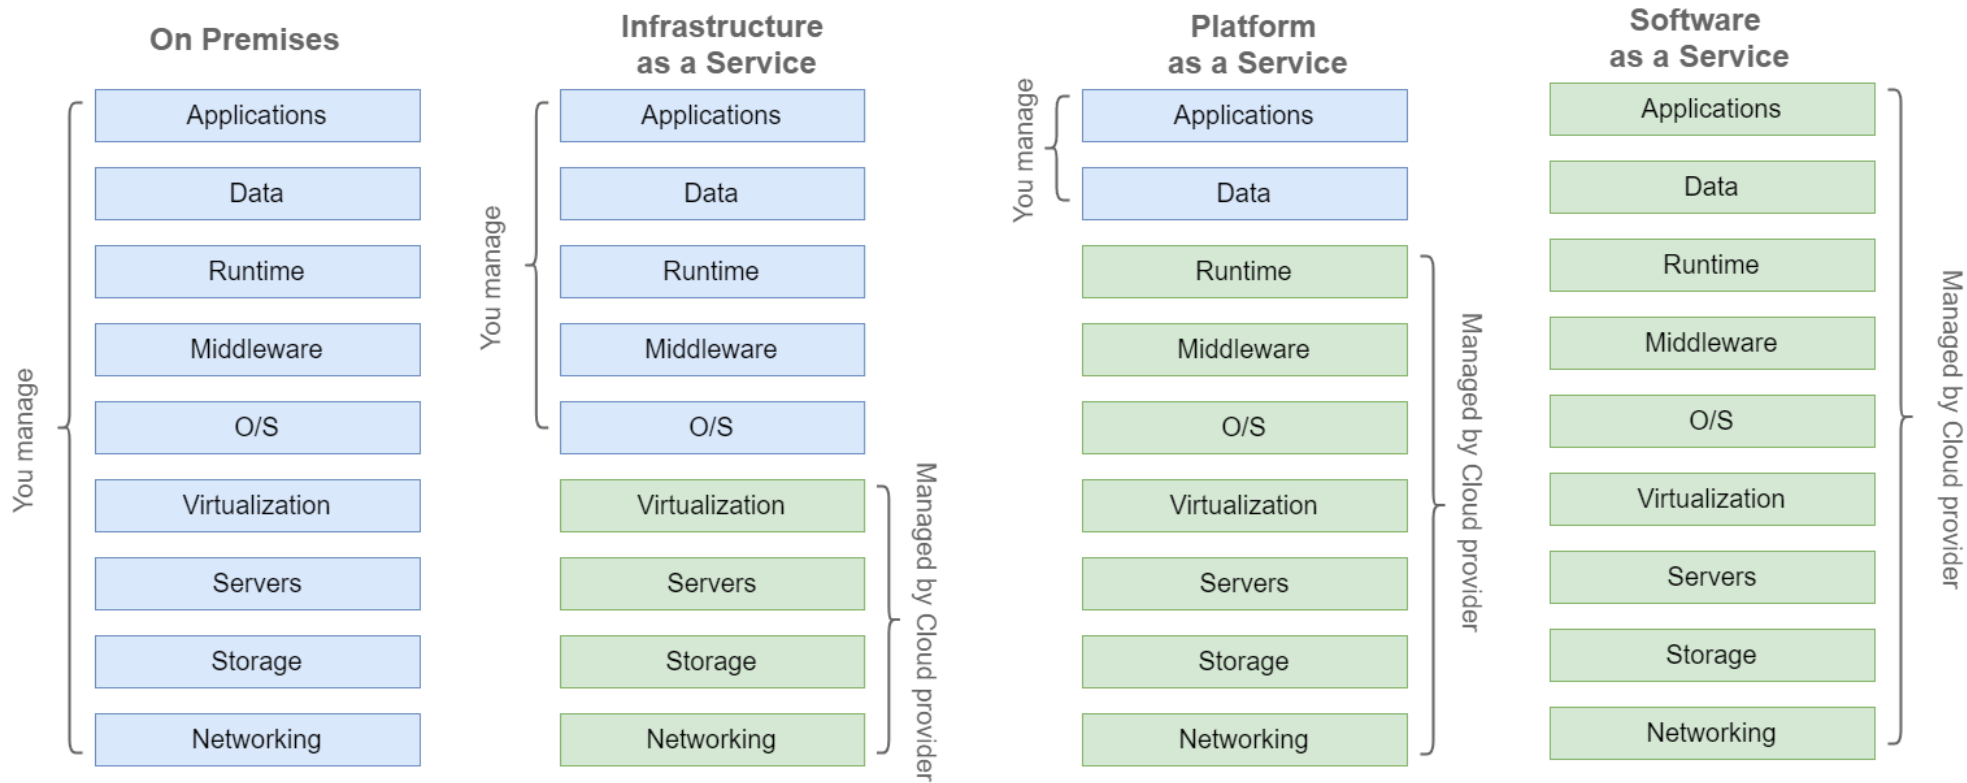 On Premises
You manage
Applications
Data
Runtime
Middleware
O/S
Virtualization
Servers
Storage
Networking
Infrastructure
as a Service
You manage
Applications
Data
Runtime
Middleware
O/S
Virtualization
Servers
Storage
Networking
Managed by Cloud provider
Platform
as a Service
You manage
Applications
Data
Runtime
Middleware
O/S
Virtualization
Servers
Storage
Networking
Managed by Cloud provider
Software
as a Service
Applications
Data
Runtime
Middleware
O/S
Virtualization
Servers
Storage
Networking
Managed by Cloud provider